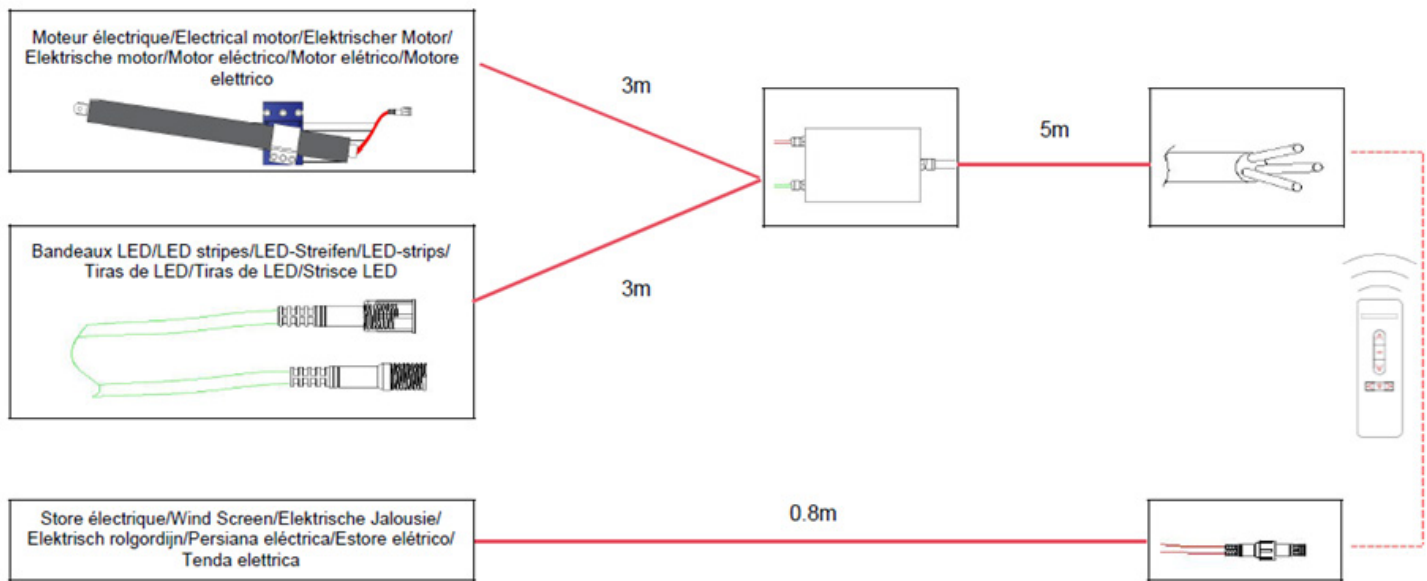 Moteur électrique/Electrical motor/Elektrischer Motor/
Elektrische motor/Motor eléctrico/Motor elétrico/Motore
elettrico
3m
5m
Bandeaux LED/LED stripes/LED-Streifen/LED-strips/
Tiras de LED/Tiras de LED/Strisce LED
3m
Store électrique/Wind Screen/Elektrische Jalousie/
Elektrisch rolgordijn/Persiana eléctrica/Estore elétrico/
Tenda elettrica
0.8m